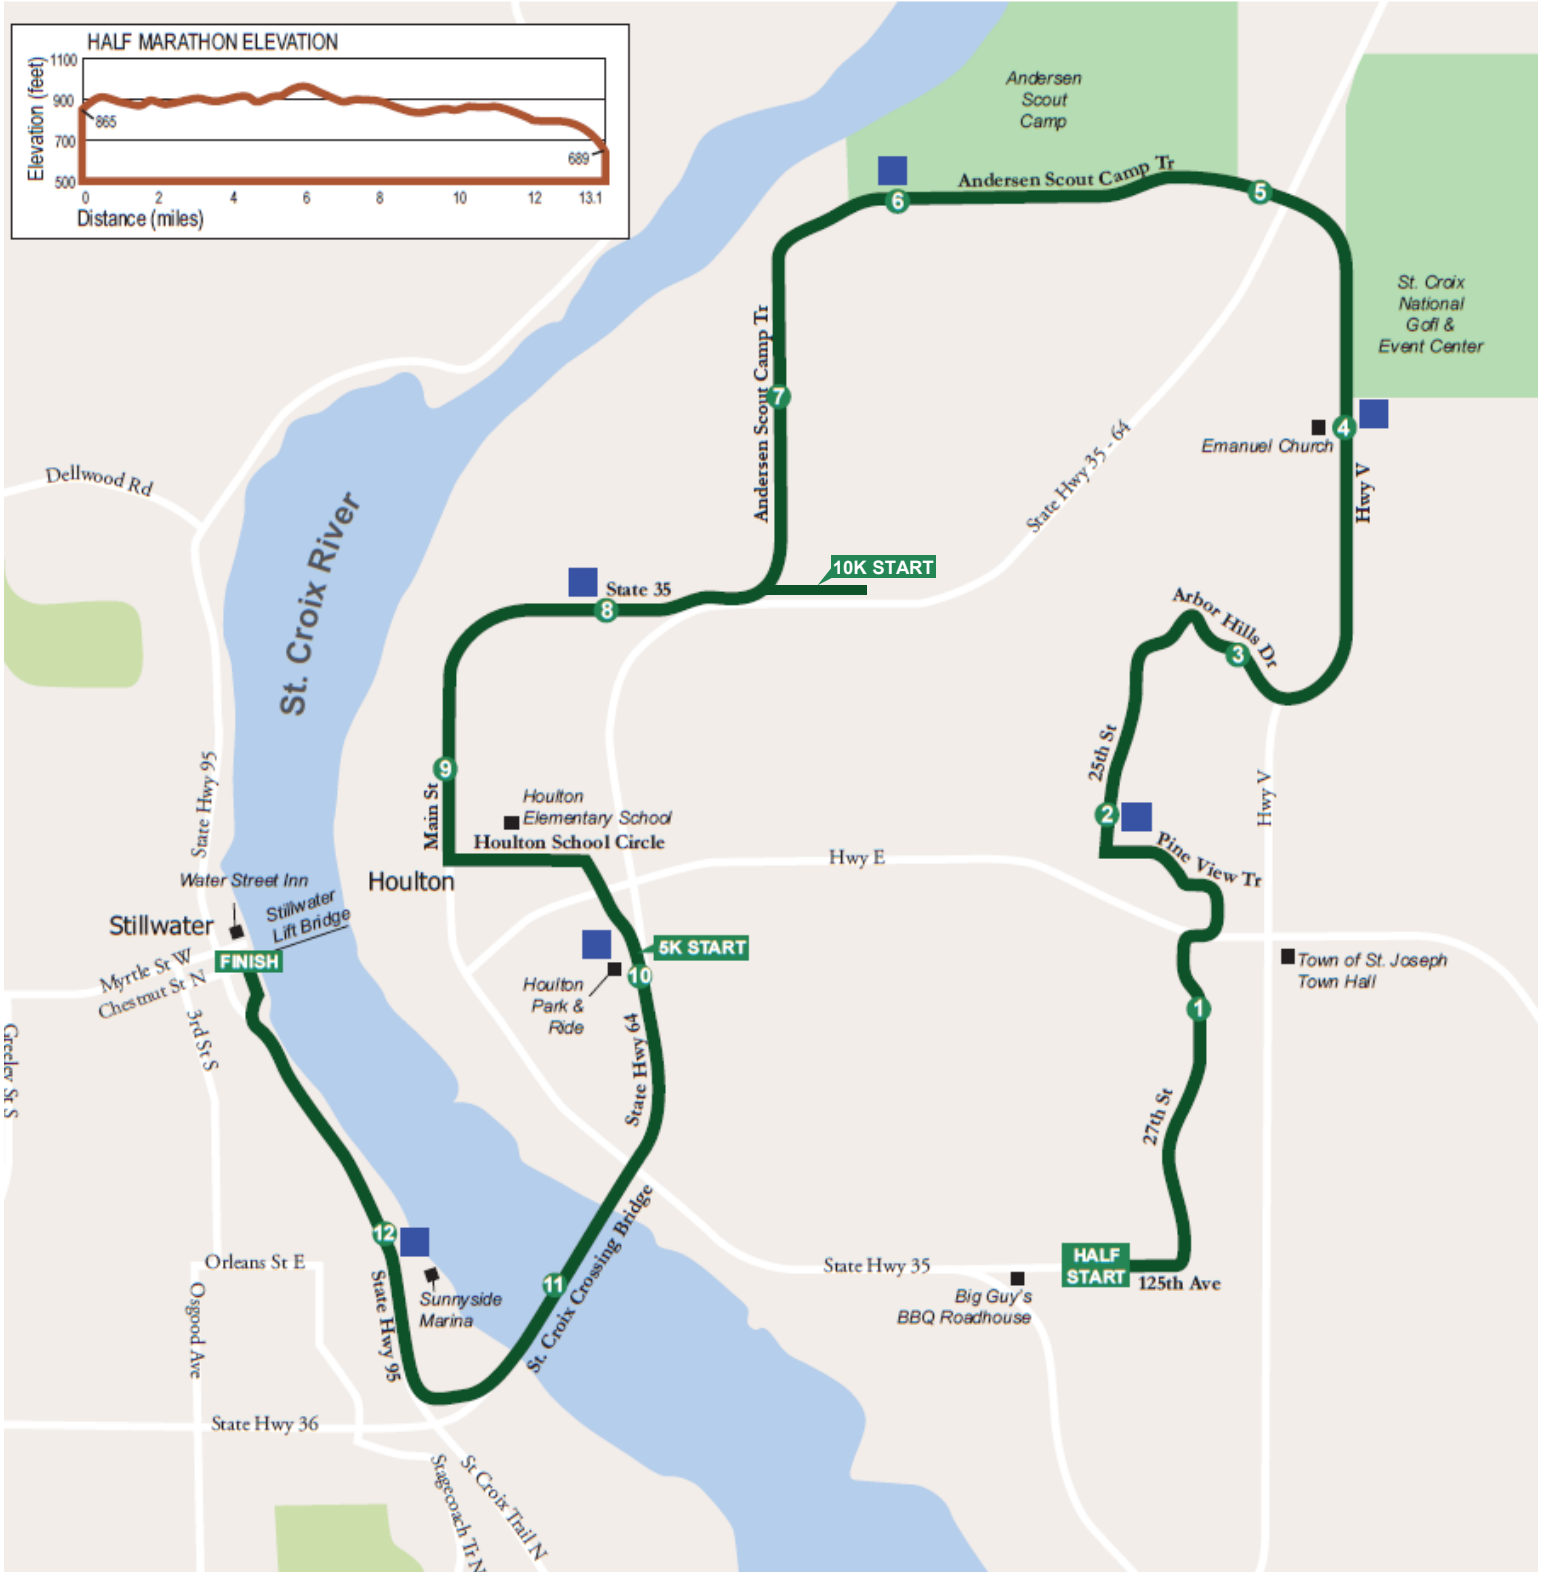 HALF MARATHON ELEVATION
Elevation (feet)
1100
900
700
500
865
689
0 2 4 6 8 10 12 13.1
Distance (miles)
Andersen
Scout
Camp
Andersen Scout Camp Tr
6
5
St. Croix
National
Gofl &
Event Center
Andersen Scout Camp Tr
7
4
Emanuel Church
Hwy V
State Hwy 35 - 64
Dellwood Rd
St. Croix River
10K START
State 35
8
Arbor Hills Dr
3
25th St
2
Pine View Tr
Hwy V
State Hwy 95
9
Main St
Houlton
Elementary School
Houlton School Circle
Houlton
Hwy E
Water Street Inn
Stillwater
Stillwater
Lift Bridge
FINISH
Myrtle St W
Chestnut St N
3rd St S
Greeley St S
5K START
10
Houlton
Park &
Ride
State Hwy 64
Town of St. Joseph
Town Hall
1
27th St
HALF
START
125th Ave
State Hwy 35
Big Guy's
BBQ Roadhouse
St. Croix Crossing Bridge
11
12
Sunnyside
Marina
State Hwy 95
Orleans St E
Osgood Ave
State Hwy 36
Stagecoach Tr N
St Croix Trail N